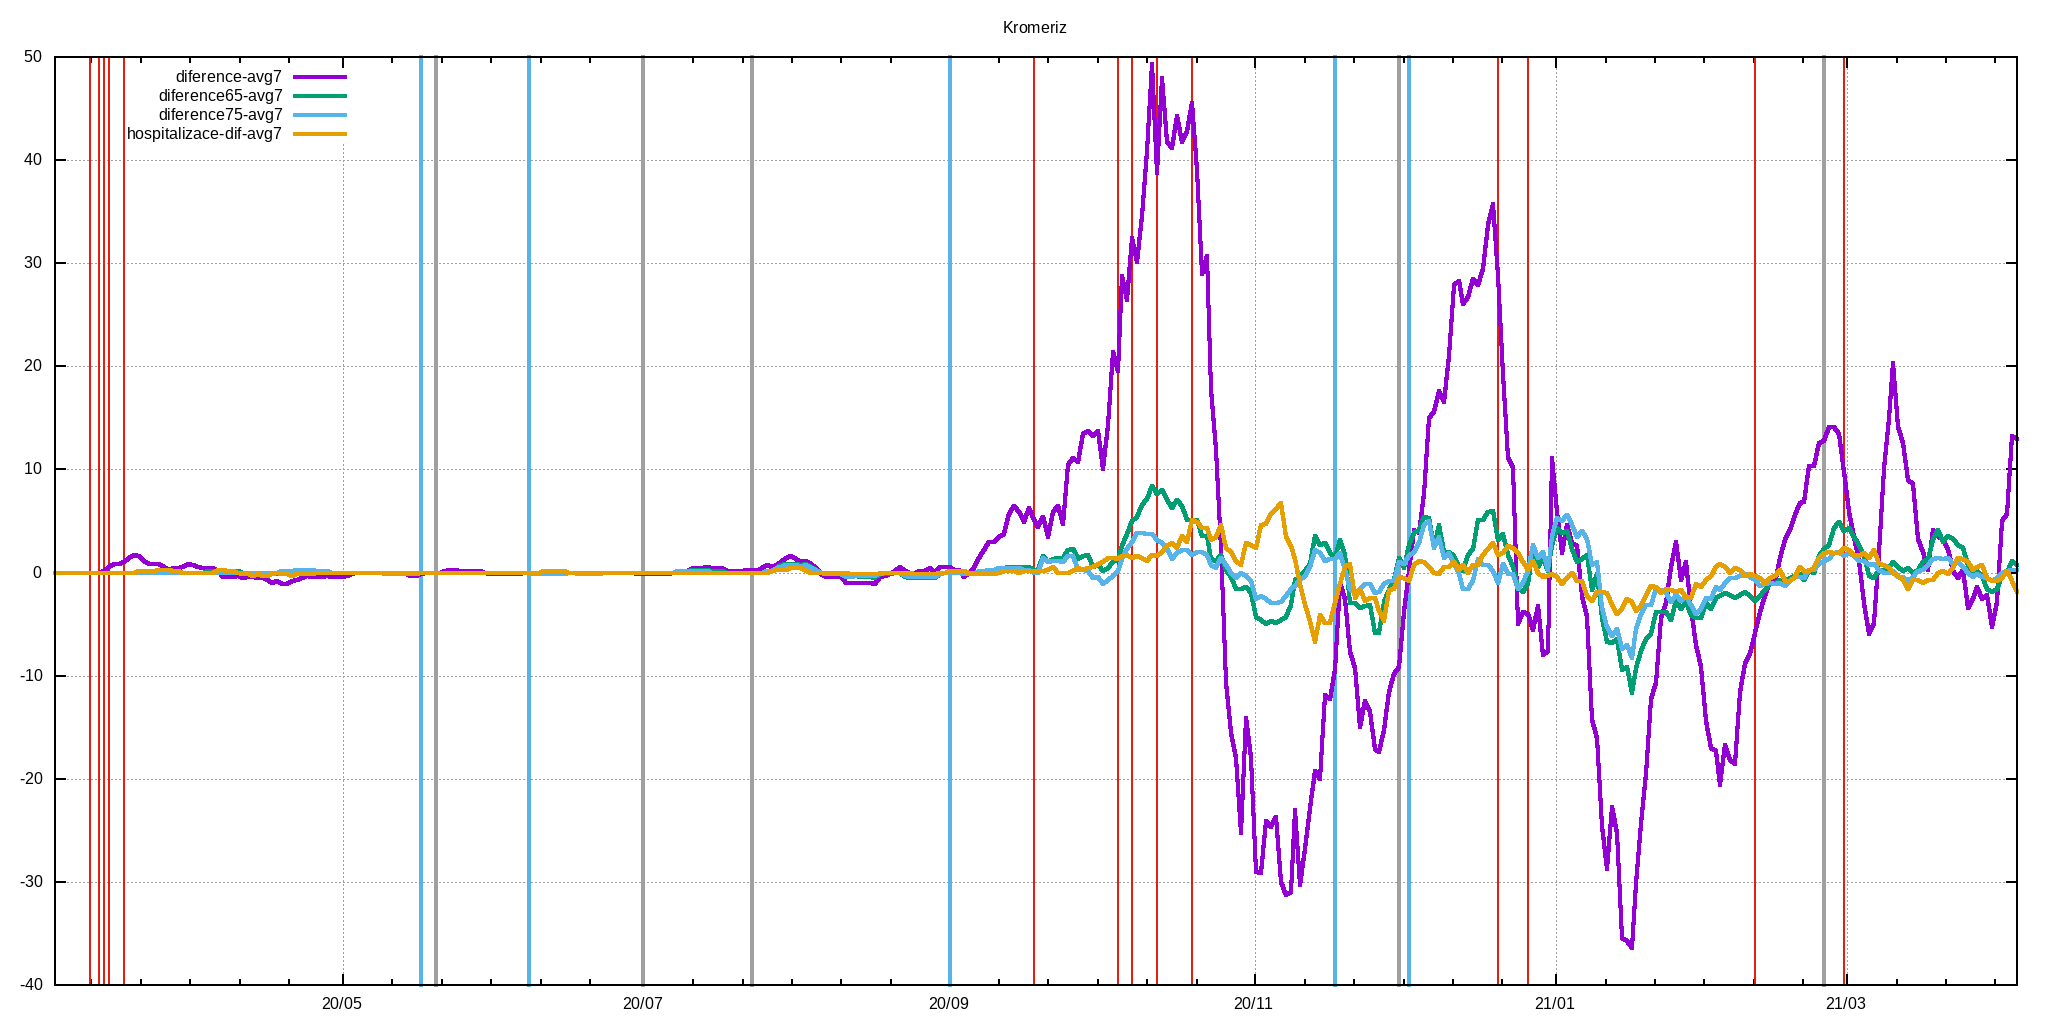 Kromeriz
50
diference-avg7
diference65-avg7
diference75-avg7
hospitalizace-dif-avg7
40
30
20
10
0
-10
-20
-30
-40
20/05 20/07 20/09 20/11 21/01 21/03